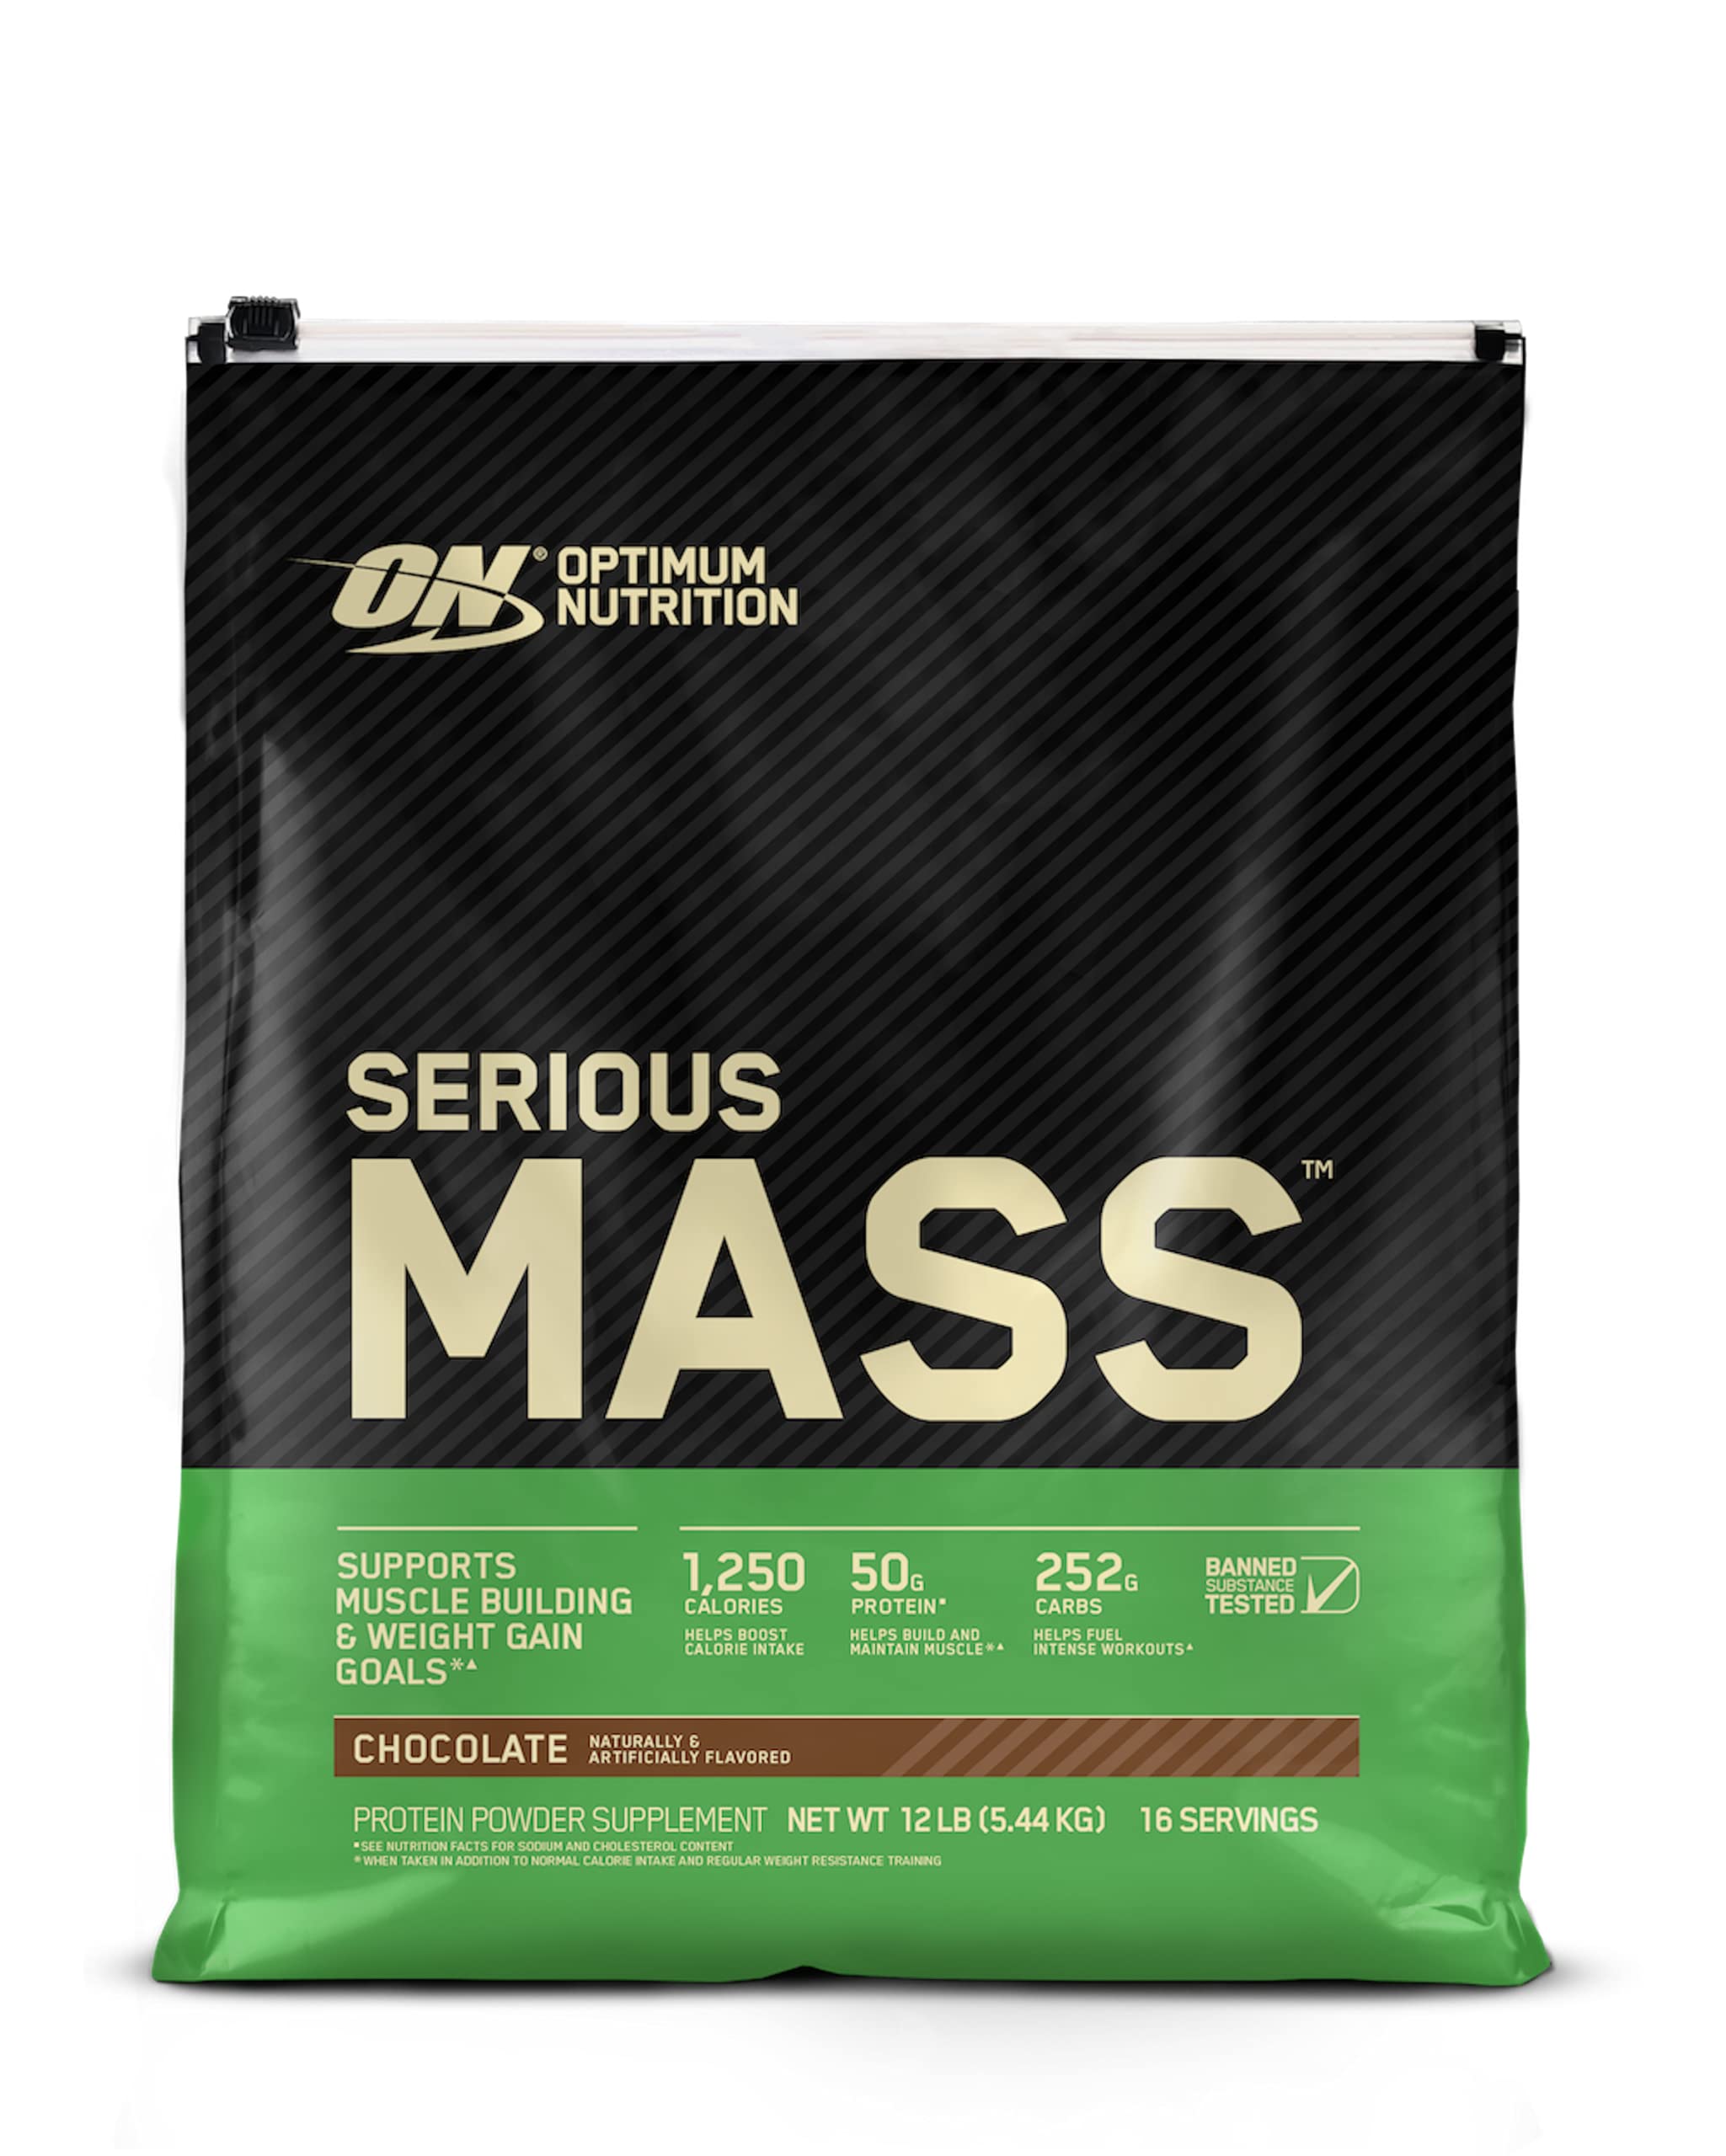 ON®
OPTIMUM
NUTRITION
SERIOUS
MASS™
SUPPORTS
MUSCLE BUILDING
& WEIGHT GAIN
GOALS*▲
1,250
CALORIES
HELPS BOOST
CALORIE INTAKE
50G
PROTEIN▪
HELPS BUILD AND
MAINTAIN MUSCLE*▲
252G
CARBS
HELPS FUEL
INTENSE WORKOUTS▲
BANNED
SUBSTANCE
TESTED
CHOCOLATE
NATURALLY &
ARTIFICIALLY FLAVORED
PROTEIN POWDER SUPPLEMENT NET WT 12 LB (5.44 KG) 16 SERVINGS
▪SEE NUTRITION FACTS FOR SODIUM AND CHOLESTEROL CONTENT
*WHEN TAKEN IN ADDITION TO NORMAL CALORIE INTAKE AND REGULAR WEIGHT RESISTANCE TRAINING